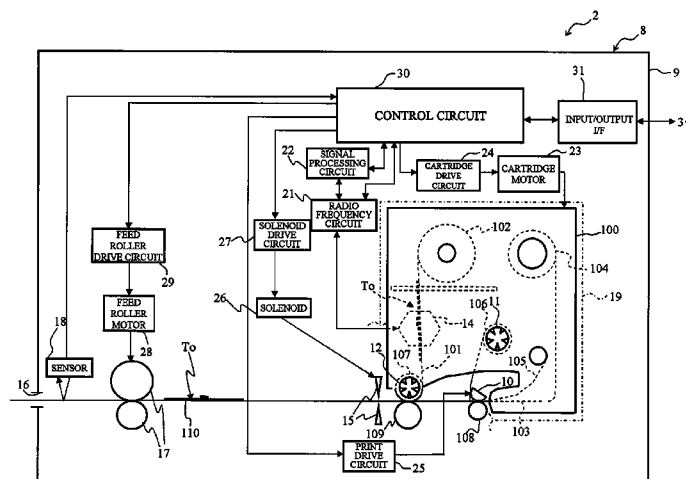 2
8
9
30
CONTROL CIRCUIT
31
INPUT/OUTPUT
I/F
3
22
SIGNAL
PROCESSING
CIRCUIT
24
CARTRIDGE
DRIVE
CIRCUIT
23
CARTRIDGE
MOTOR
21
RADIO
FREQUENCY
CIRCUIT
27
SOLENOID
DRIVE
CIRCUIT
FEED
ROLLER
DRIVE CIRCUIT
29
26
SOLENOID
FEED
ROLLER
MOTOR
28
18
SENSOR
16
17
To
110
15
12
107
109
To
14
101
102
106
11
100
104
19
105
10
108
103
PRINT DRIVE
CIRCUIT
25